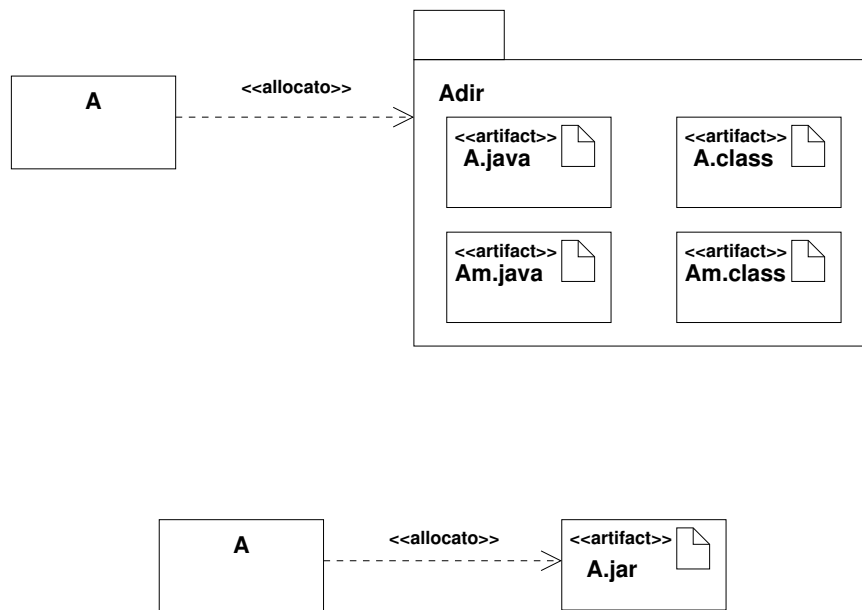 A
<<allocato>>
Adir
<<artifact>>
A.java
<<artifact>>
A.class
<<artifact>>
Am.java
<<artifact>>
Am.class
A
<<allocato>>
<<artifact>>
A.jar